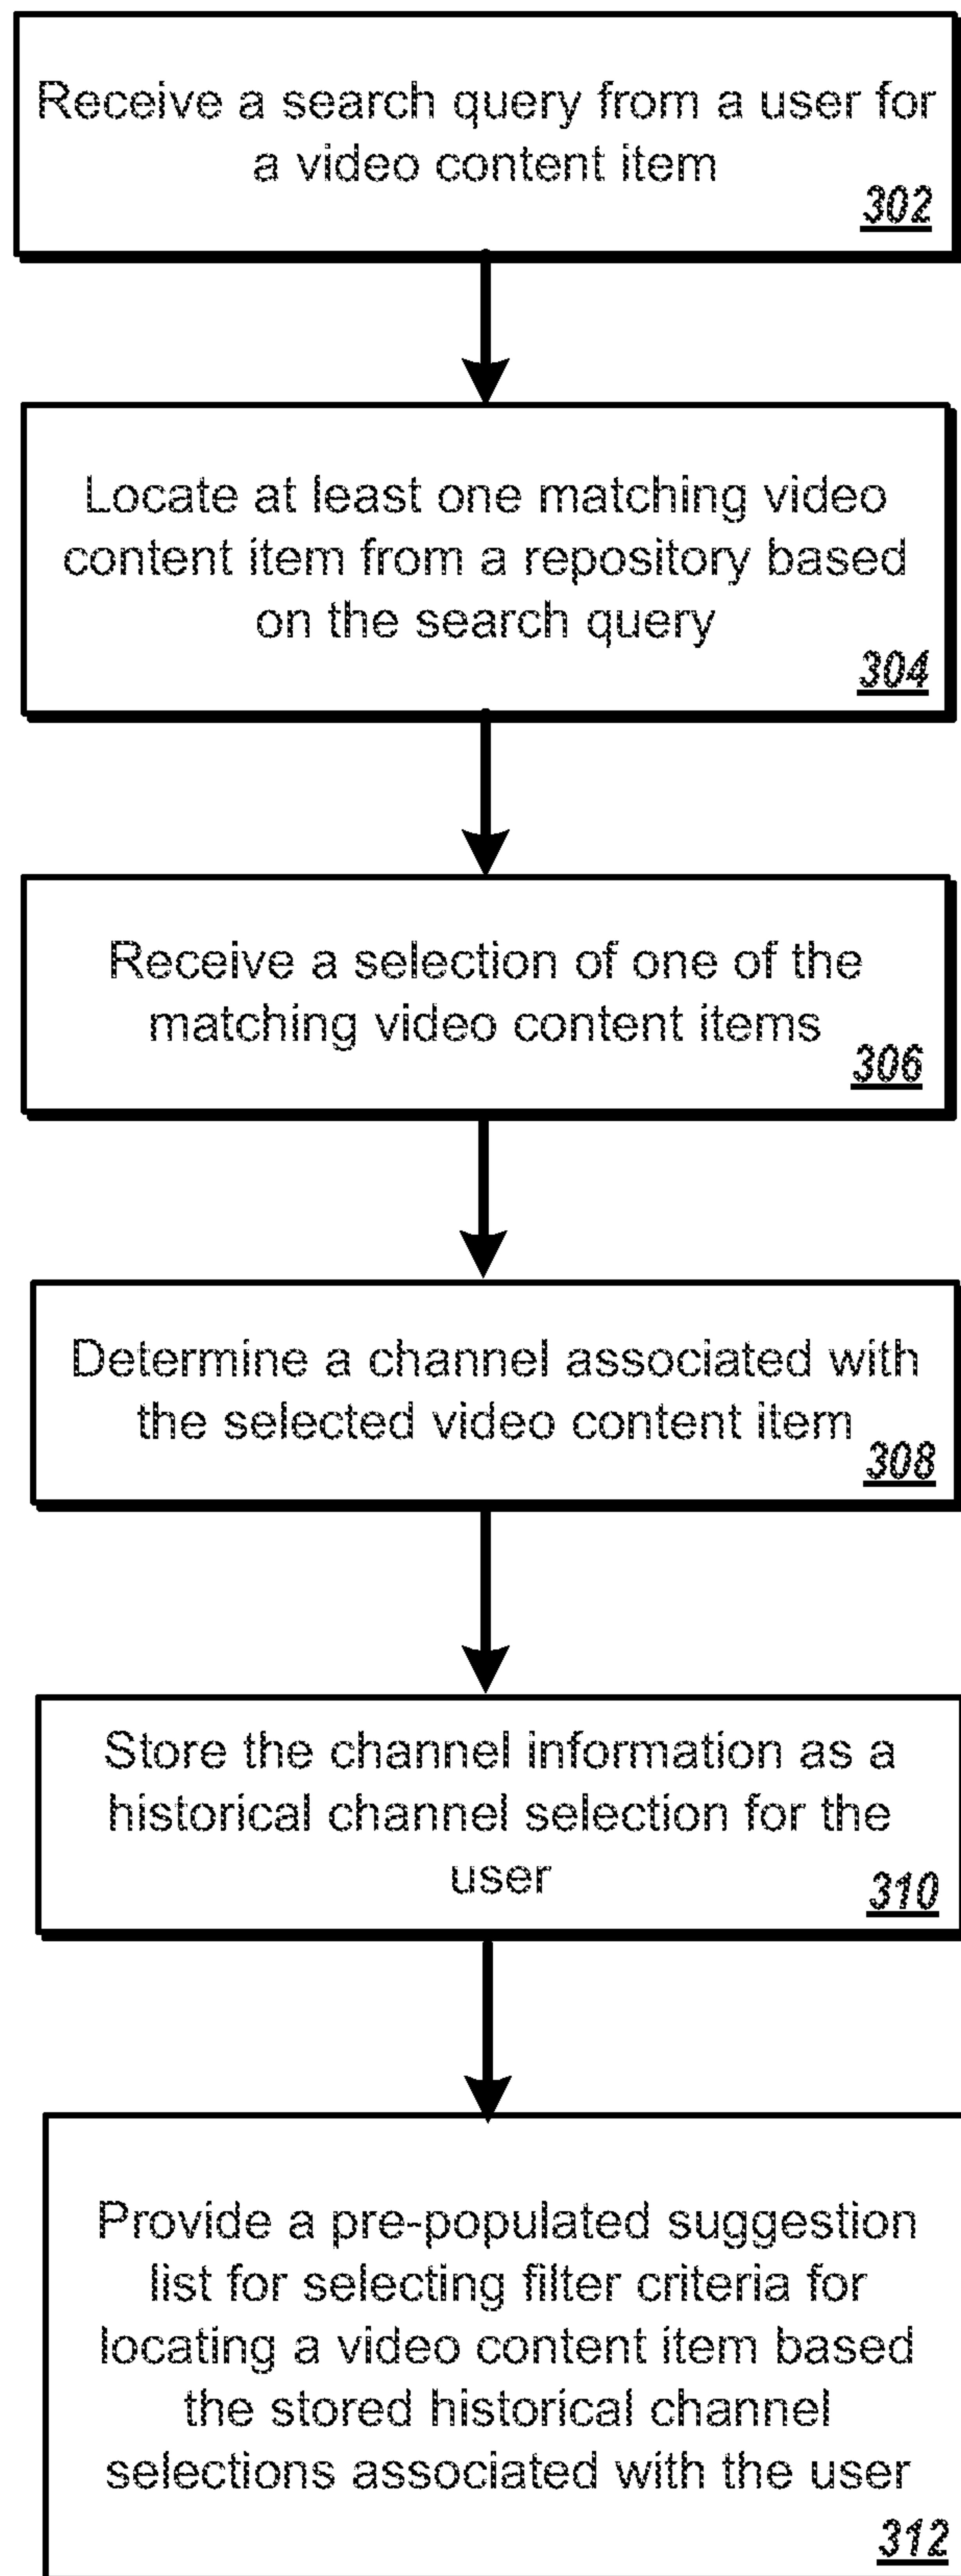 Receive a search query from a user for
a video content item
302
Locate at least one matching video
content item from a repository based
on the search query
304
Receive a selection of one of the
matching video content items
306
Determine a channel associated with
the selected video content item
308
Store the channel information as a
historical channel selection for the
user
310
Provide a pre-populated suggestion
list for selecting filter criteria for
locating a video content item based
the stored historical channel
selections associated with the user
312